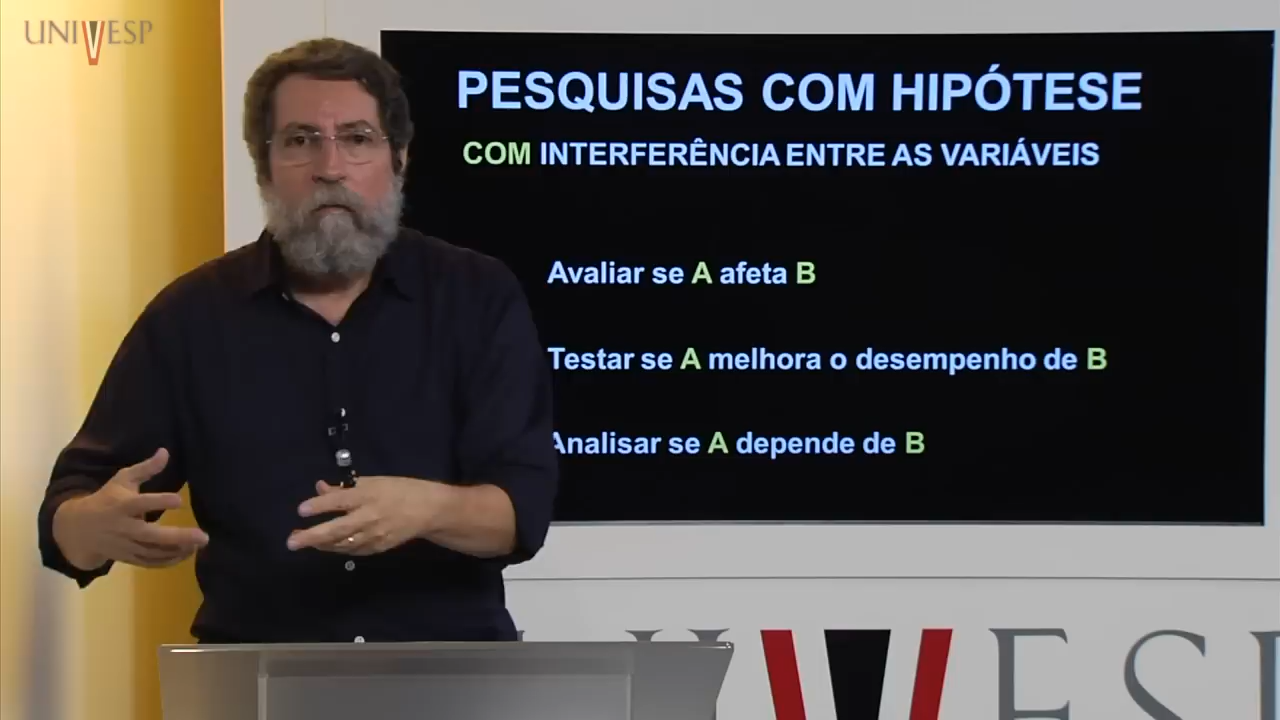 UNIVESP
PESQUISAS COM HIPÓTESE
COM INTERFERÊNCIA ENTRE AS VARIÁVEIS
Avaliar se A afeta B
Testar se A melhora o desempenho de B
Analisar se A depende de B